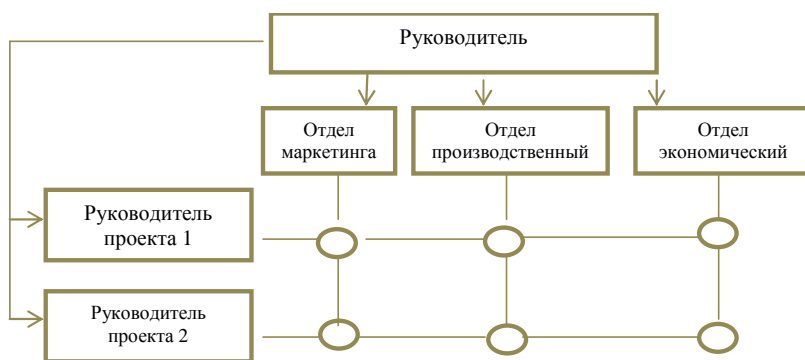 Руководитель
Отдел
маркетинга
Отдел
производственный
Отдел
экономический
Руководитель
проекта 1
Руководитель
проекта 2